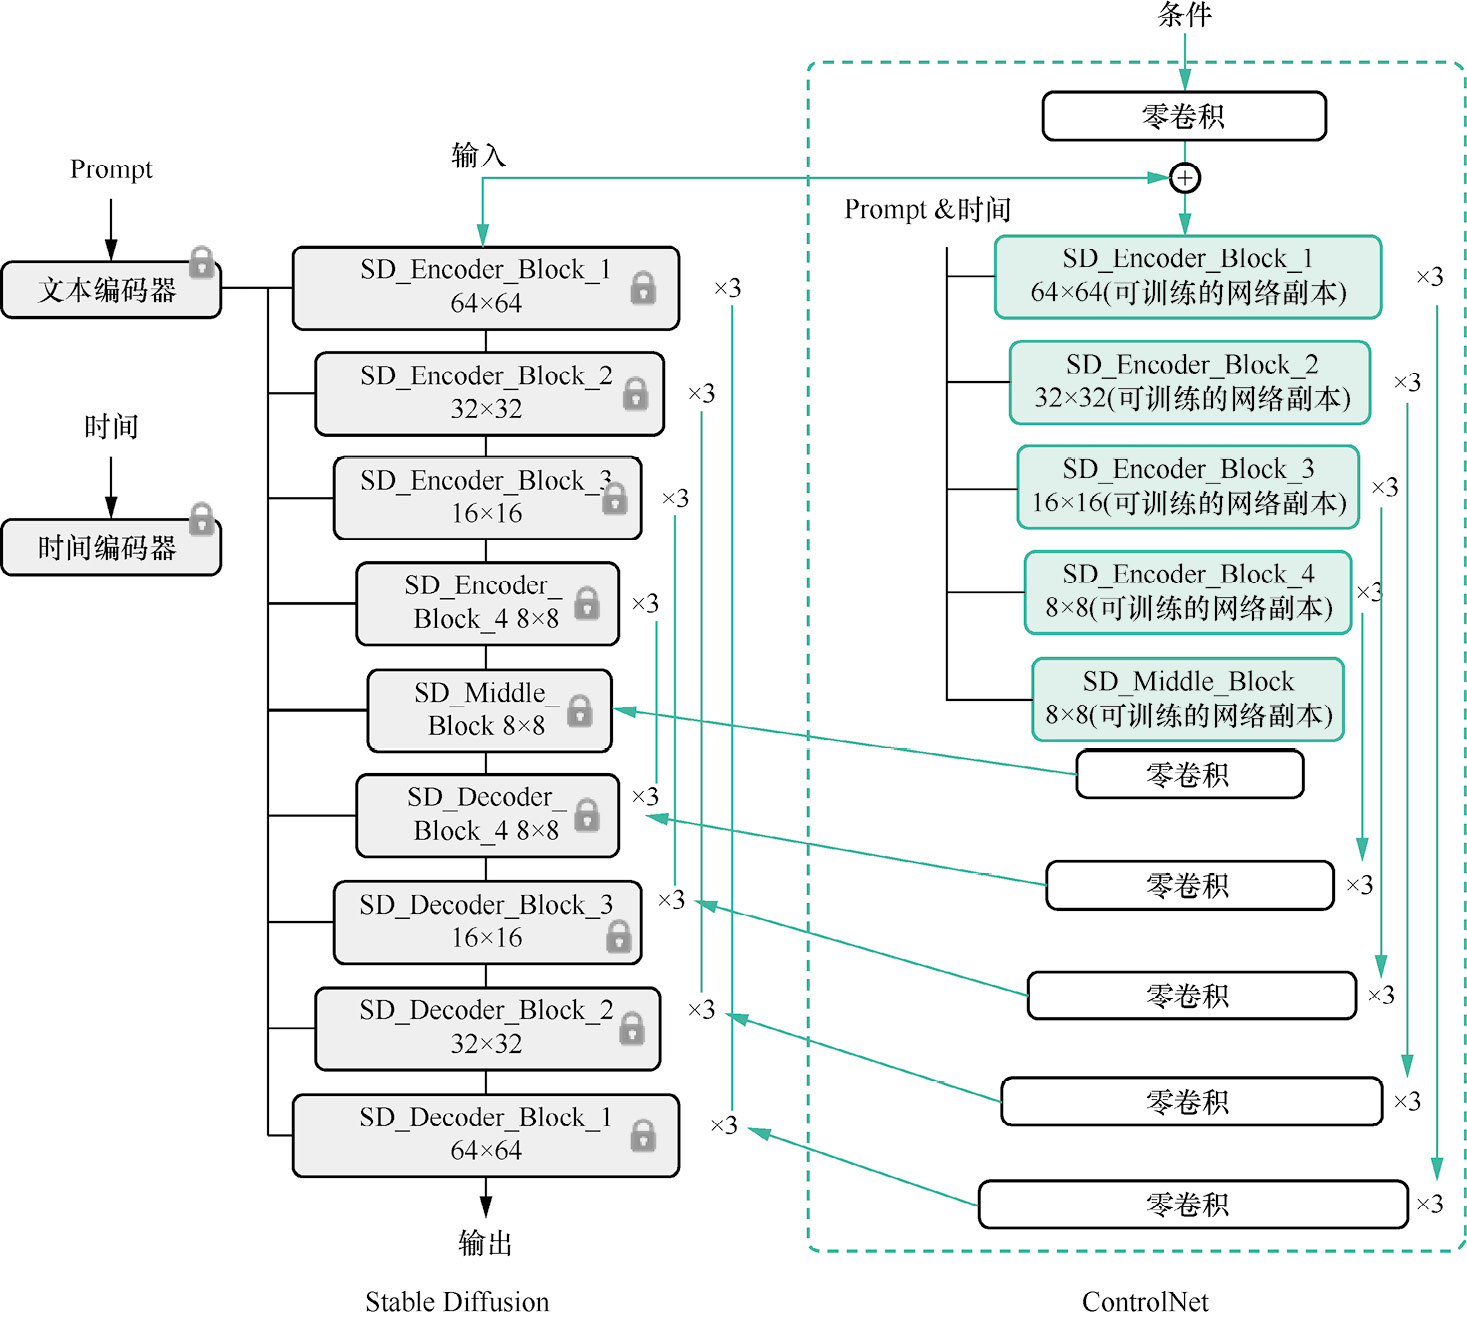 条件
零卷积
输入
Prompt
Prompt &时间
文本编码器
SD_Encoder_Block_1
64×64
×3
SD_Encoder_Block_2
32×32
×3
时间
SD_Encoder_Block_3
16×16
×3
时间编码器
SD_Encoder_
Block_4 8×8
×3
SD_Middle_
Block 8×8
SD_Decoder_
Block_4 8×8
×3
SD_Decoder_Block_3
16×16
×3
SD_Decoder_Block_2
32×32
×3
SD_Decoder_Block_1
64×64
×3
输出
Stable Diffusion
SD_Encoder_Block_1
64×64(可训练的网络副本)
×3
SD_Encoder_Block_2
32×32(可训练的网络副本)
×3
SD_Encoder_Block_3
16×16(可训练的网络副本)
×3
SD_Encoder_Block_4
8×8(可训练的网络副本)
×3
SD_Middle_Block
8×8(可训练的网络副本)
零卷积
零卷积
×3
零卷积
×3
零卷积
×3
零卷积
×3
ControlNet